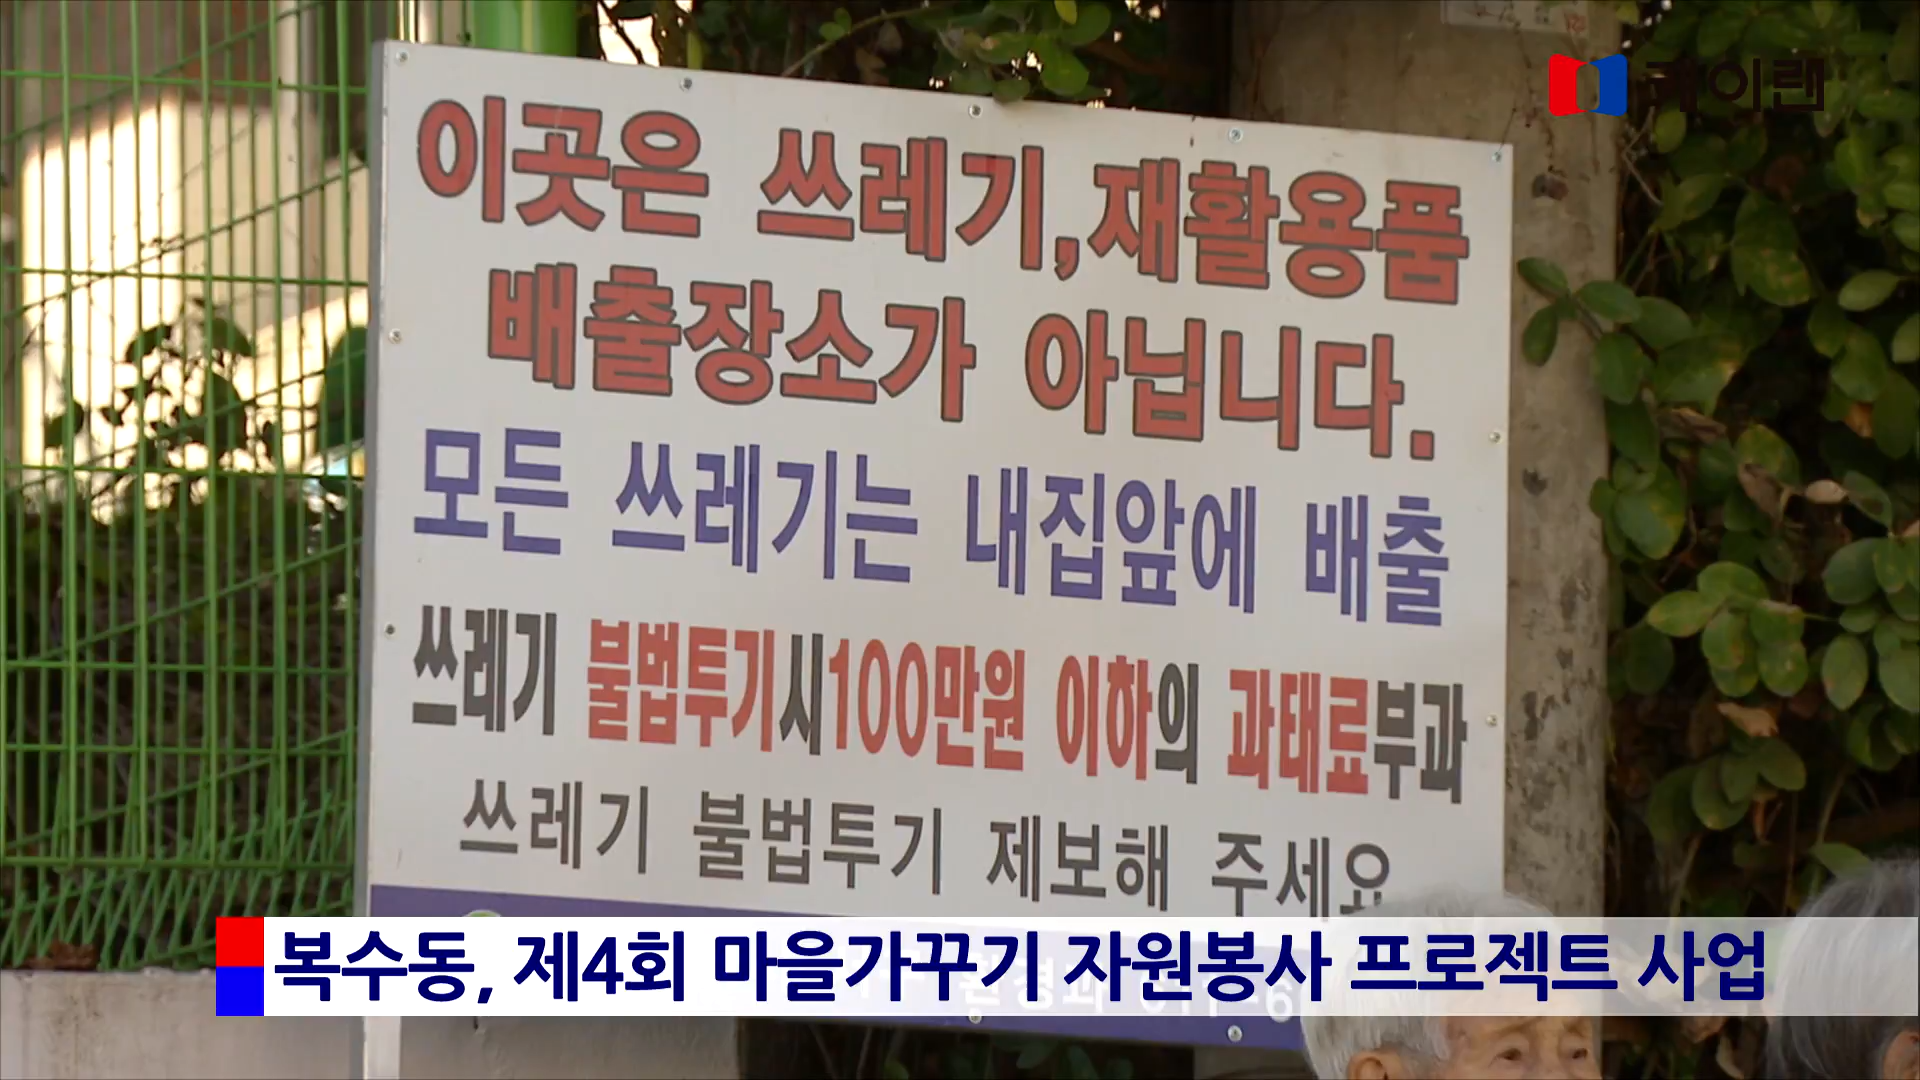 케이랜
이곳은 쓰레기,재활용품
배출장소가 아닙니다.
모든 쓰레기는 내집앞에 배출
쓰레기 불법투기시100만원 이하의 과태료부과
쓰레기 불법투기 제보해 주세요
복수동, 제4회 마을가꾸기 자원봉사 프로젝트 사업